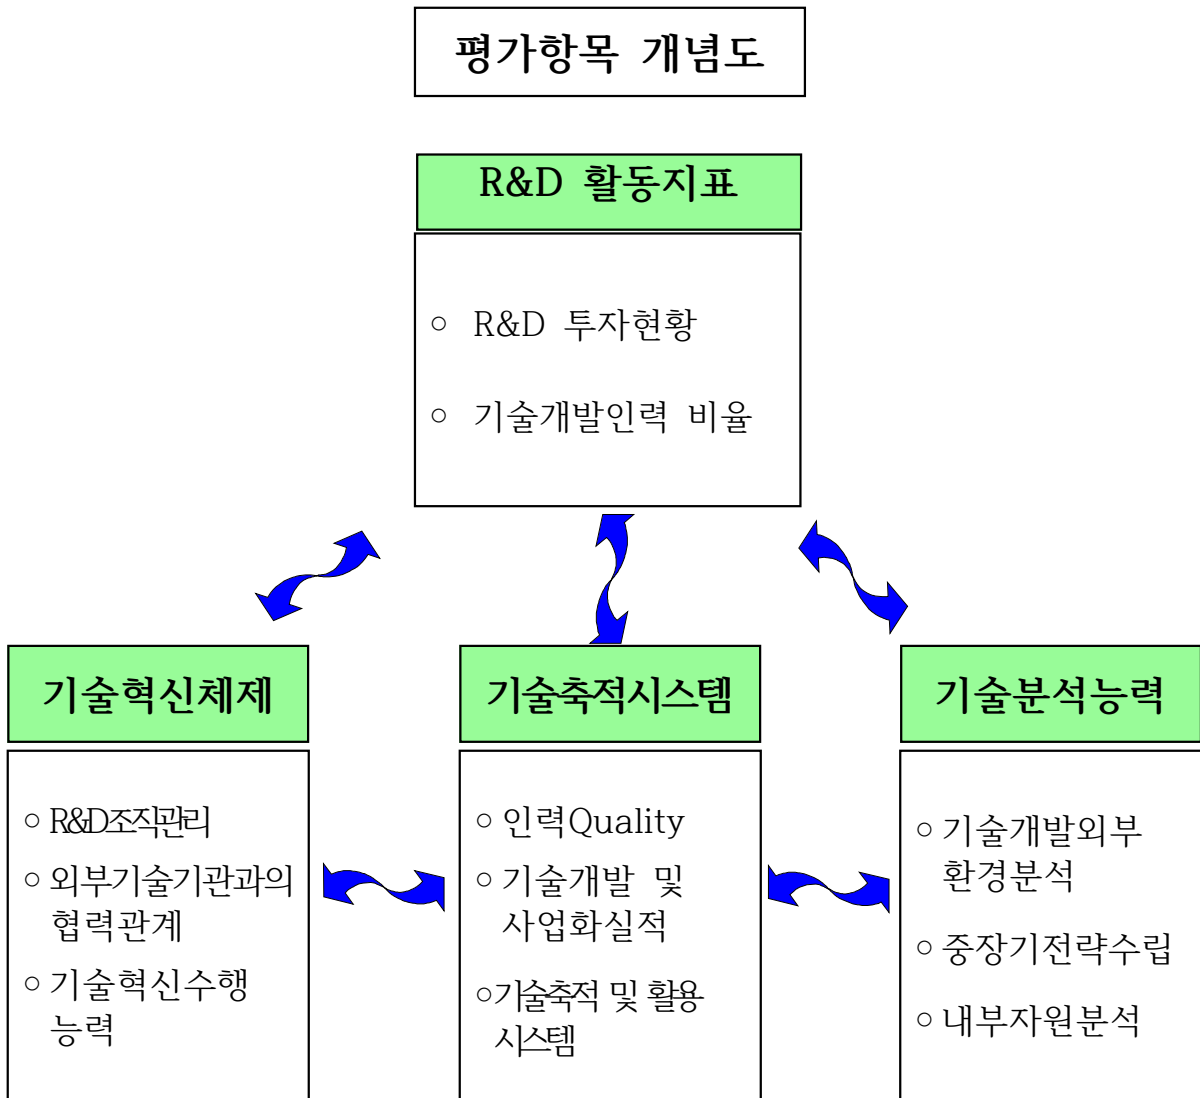 평가항목 개념도
R&D 활동지표
○ R&D 투자현황
○ 기술개발인력 비율
기술혁신체제
○ R&D조직관리
○ 외부기술기관과의
협력관계
○ 기술혁신수행
능력
기술축적시스템
○ 인력Quality
○ 기술개발 및
사업화실적
○기술축적 및 활용
시스템
기술분석능력
○ 기술개발외부
환경분석
○ 중장기전략수립
○ 내부자원분석